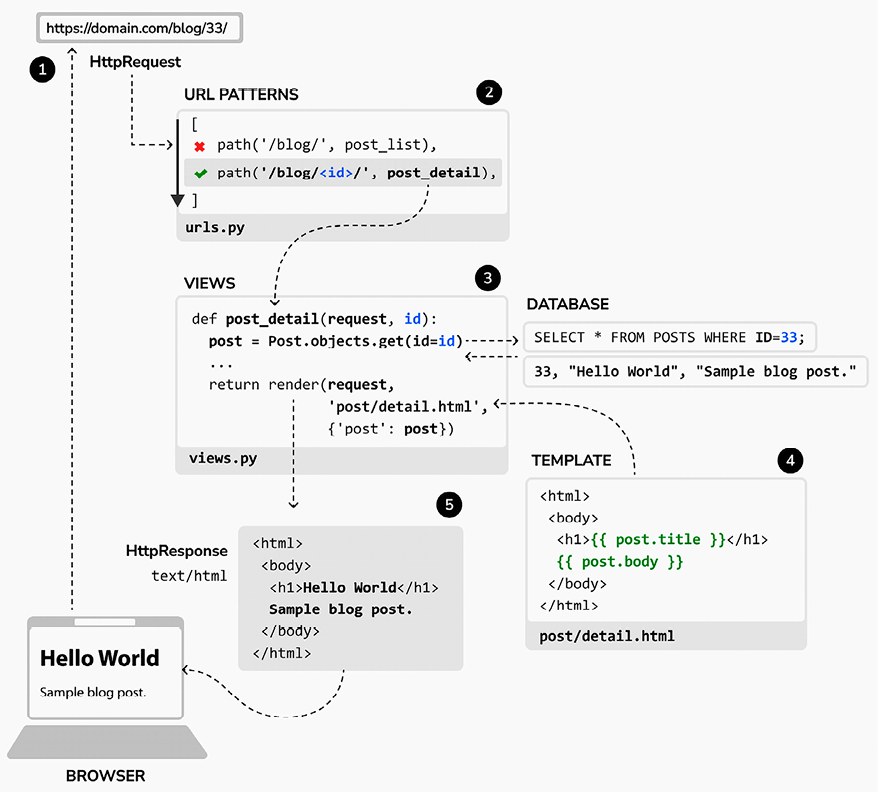 https://domain.com/blog/33/
1
HttpRequest
URL PATTERNS
2
[
path('/blog/', post_list),
path('/blog/<id>/', post_detail),
]
urls.py
VIEWS
3
def post_detail(request, id):
post = Post.objects.get(id=id)
...
return render(request,
'post/detail.html',
{'post': post})
views.py
DATABASE
SELECT * FROM POSTS WHERE ID=33;
33, "Hello World", "Sample blog post."
TEMPLATE
4
<html>
<body>
<h1>{{ post.title }}</h1>
{{ post.body }}
</body>
</html>
post/detail.html
5
HttpResponse
text/html
<html>
<body>
<h1>Hello World</h1>
Sample blog post.
</body>
</html>
Hello World
Sample blog post.
BROWSER